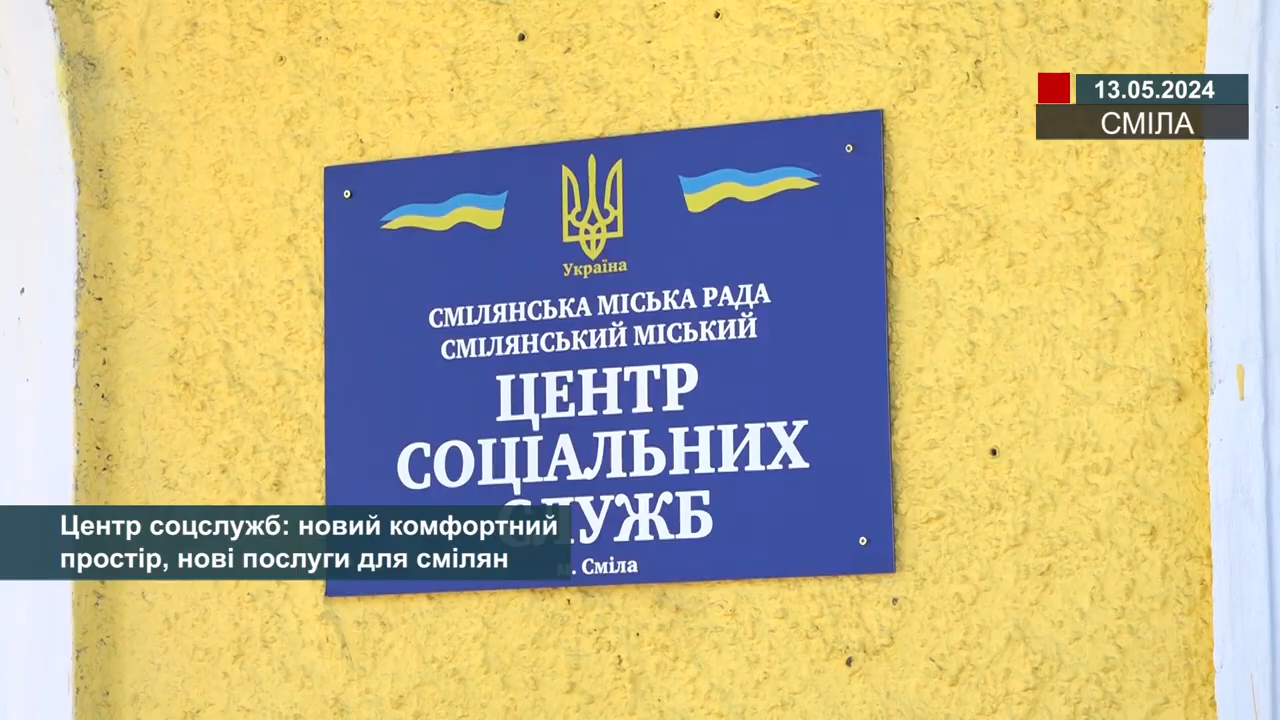 13.05.2024
СМІЛА
Україна
СМІЛЯНСЬКА МІСЬКА РАДА
СМІЛЯНСЬКИЙ МІСЬКИЙ
ЦЕНТР
СОЦІАЛЬНИХ
СЛУЖБ
м. Сміла
Центр соцслужб: новий комфортний
простір, нові послуги для смілян